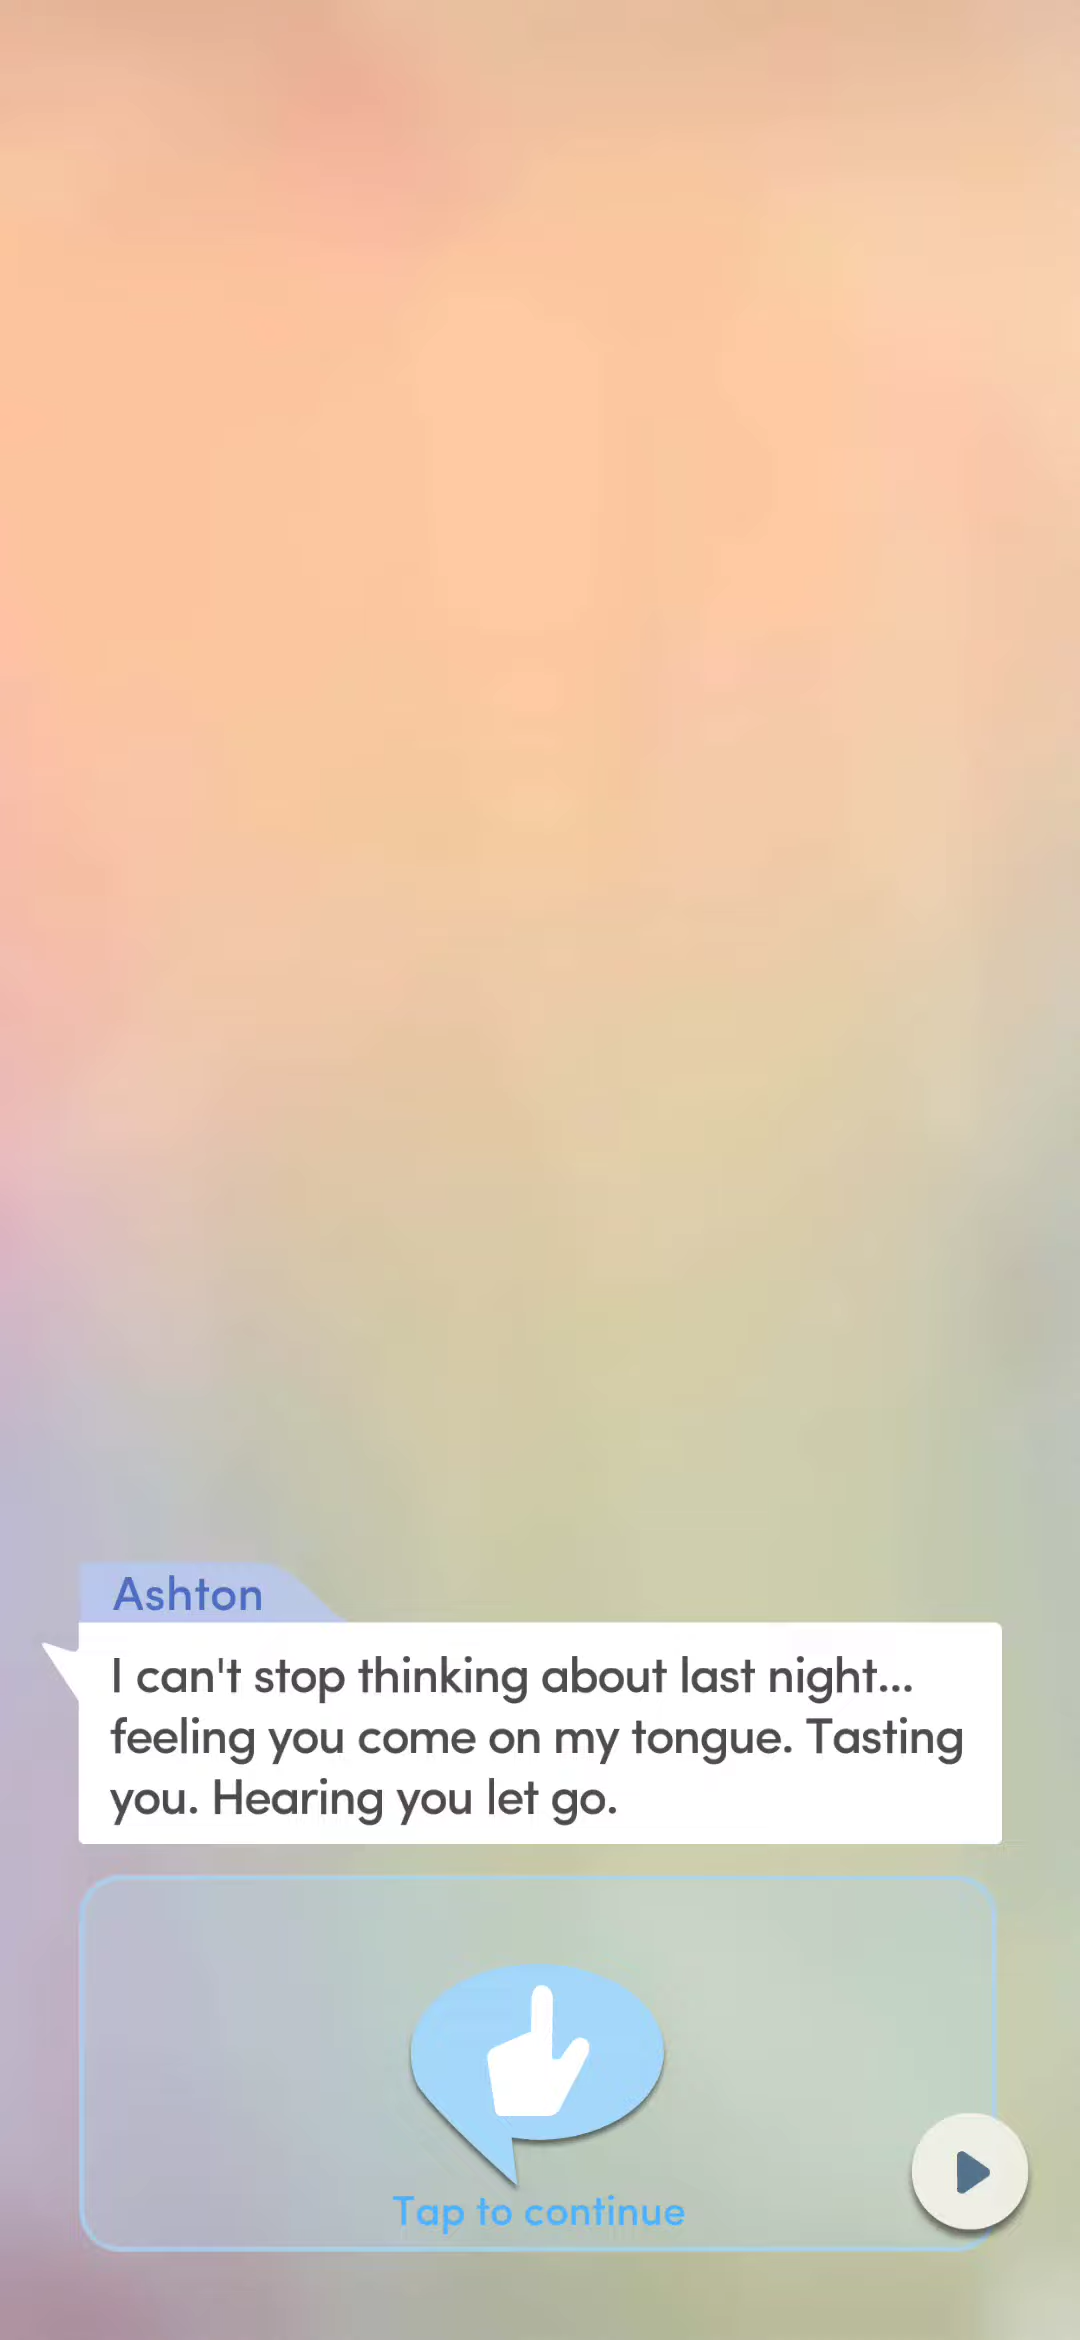 Ashton
I can't stop thinking about last night...
feeling you come on my tongue. Tasting
you. Hearing you let go.
Tap to continue